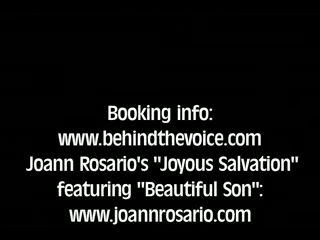 Booking info:
www.behindthevoice.com
Joann Rosario's "Joyous Salvation"
featuring "Beautiful Son":
www.joannrosario.com